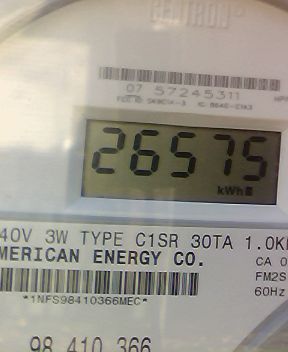 CENTRON®
07 57245311
26575
kWh
40V 3W TYPE C1SR 30TA 1.0K
MERICAN ENERGY CO.
CA 0
FM2S
*1NFS98410366MEC*
60Hz
98 410 366